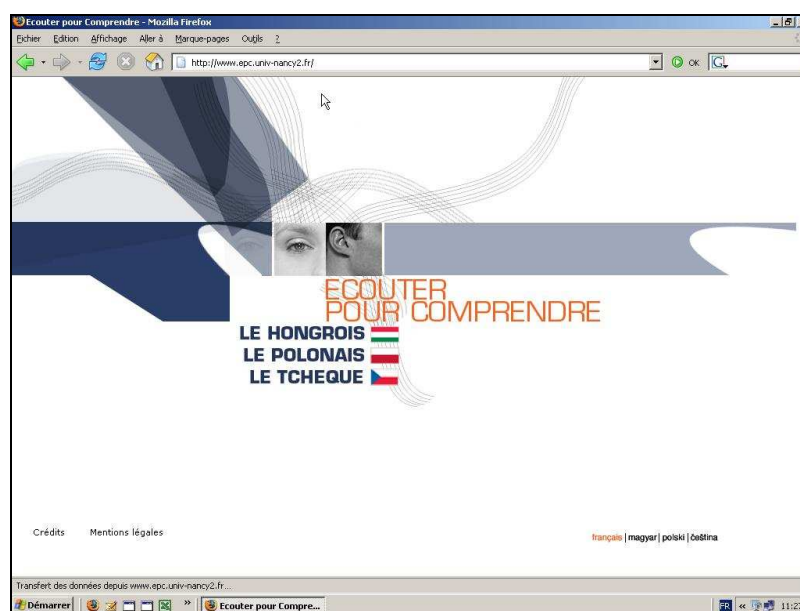 Ecouter pour Comprendre - Mozilla Firefox
Fichier Edition Affichage Aller à Marque-pages Outils ?
http://www.epc.univ-nancy2.fr/ OK G
ECOUTER
POUR COMPRENDRE
LE HONGROIS
LE POLONAIS
LE TCHEQUE
Crédits Mentions légales
français | magyar | polski | čeština
Transfert des données depuis www.epc.univ-nancy2.fr...
Démarrer » Ecouter pour Compre... FR «